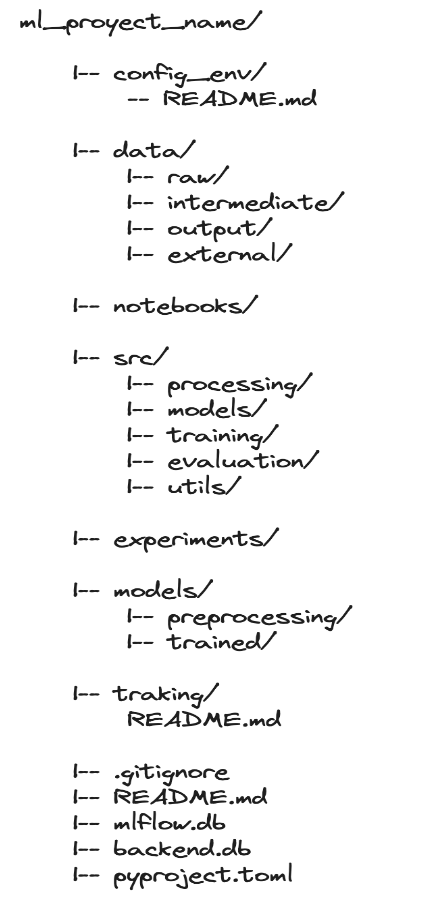 ml_proyect_name/
|-- config_env/
-- README.md
|-- data/
|-- raw/
|-- intermediate/
|-- output/
|-- external/
|-- notebooks/
|-- src/
|-- processing/
|-- models/
|-- training/
|-- evaluation/
|-- utils/
|-- experiments/
|-- models/
|-- preprocessing/
|-- trained/
|-- traking/
README.md
|-- .gitignore
|-- README.md
|-- mlflow.db
|-- backend.db
|-- pyproject.toml